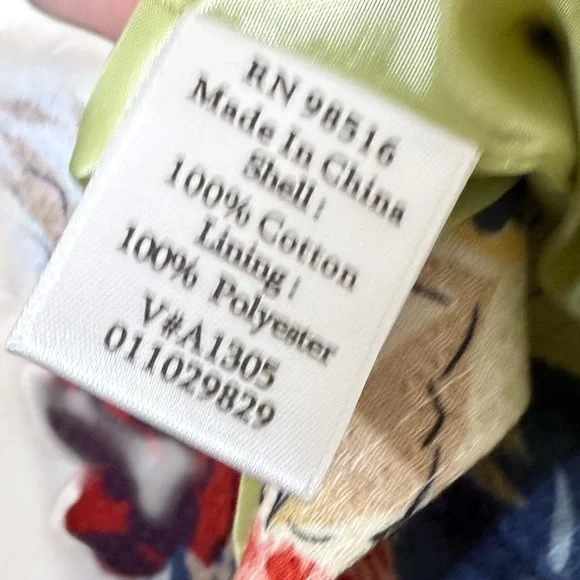 RN 98516
Made In China
Shell:
100% Cotton
Lining:
100% Polyester
V#A1305
011029829